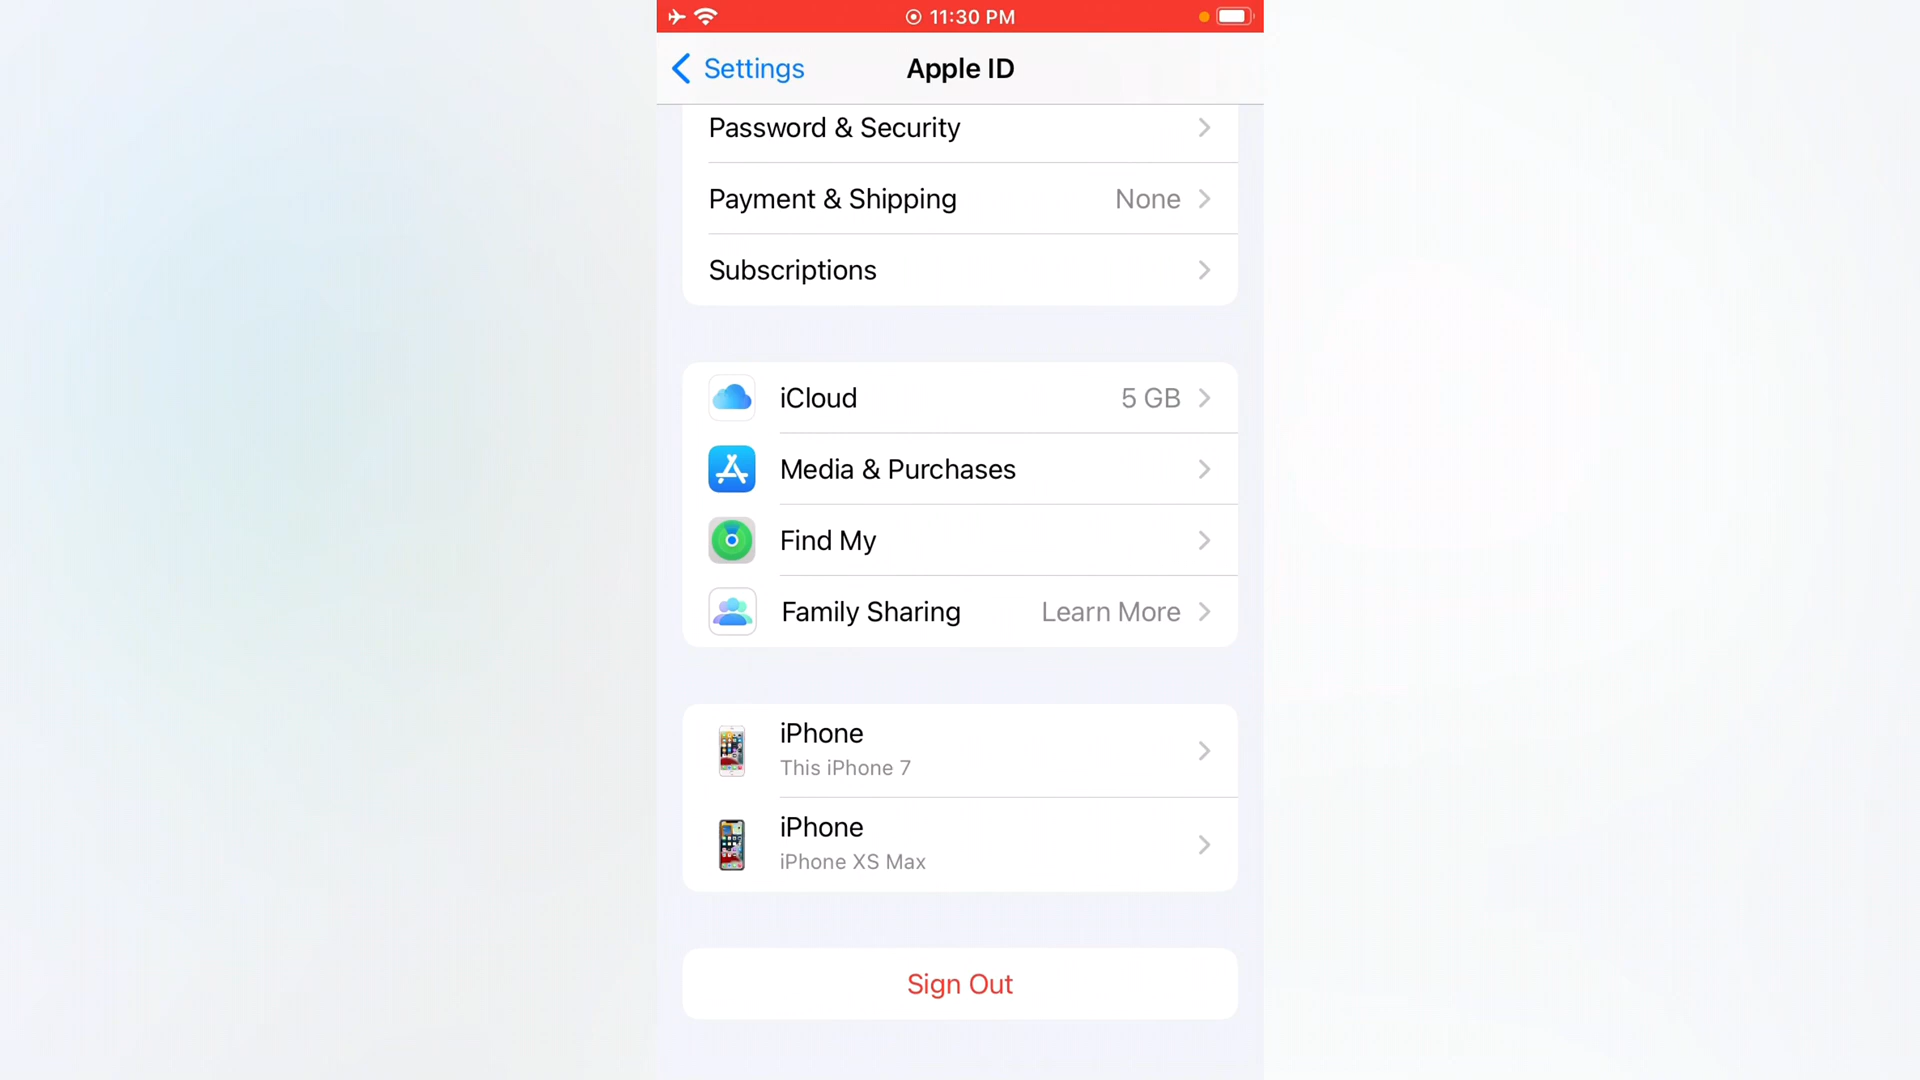 11:30 PM
Settings
Apple ID
Password & Security
Payment & Shipping None
Subscriptions
iCloud 5 GB
Media & Purchases
Find My
Family Sharing Learn More
iPhone
This iPhone 7
iPhone
iPhone XS Max
Sign Out